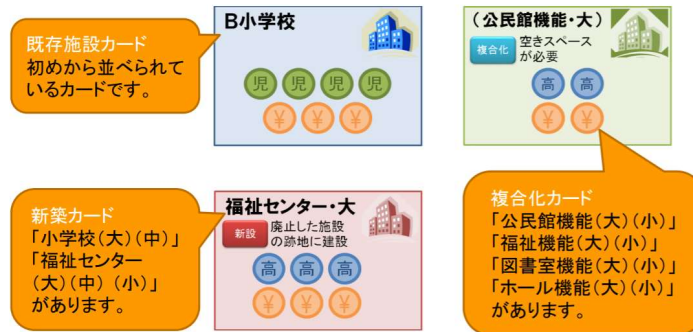 既存施設カード
初めから並べられて
いるカードです。
B小学校
児 児 児 児
¥ ¥ ¥
(公民館機能・大)
複合化
空きスペース
が必要
高 高
¥ ¥
新築カード
「小学校(大)(中)」
「福祉センター
(大)(中) (小)」
があります。
福祉センター・大
新設
廃止した施設
の跡地に建設
高 高 高
¥ ¥ ¥
複合化カード
「公民館機能(大)(小)」
「福祉機能(大)(小)」
「図書室機能(大)(小)」
「ホール機能(大)(小)」
があります。